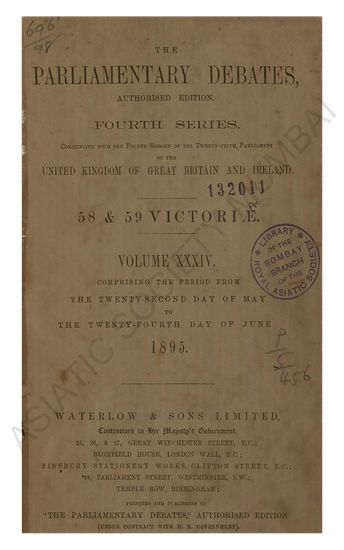 696
98
THE
PARLIAMENTARY DEBATES,
AUTHORISED EDITION.
FOURTH SERIES.
COMMENCING WITH THE FOURTH SESSION OF THE TWENTY-FIFTH, PARLIAMENT
OF THE
UNITED KINGDOM OF GREAT BRITAIN AND IREL<AND.
132011
58 & 59 VICTORIÆ.
LIBRARY
OF THE
BOMBAY
BRANCH
OF THE
ROYAL ASIATIC SOCIETY
VOLUME XXXIV.
COMPRISING THE PERIOD FROM
THE TWENTY-SECOND DAY OF MAY
TO
THE TWENTY-FOURTH DAY OF JUNE
1895.
456
WATERLOW & SONS LIMITED,
Contractors to Her Majesty's Government,
25, 26, & 27, GREAT WINCHESTER STREET, E.C.;
BLOMFIELD HOUSE, LONDON WALL, E.C.;
FINSBURY STATIONERY WORKS, CLIFTON STREET, E.C.;
49, PARLIAMENT STREET, WESTMINSTER, S.W.;
TEMPLE ROW, BIRMINGHAM;
PRINTERS AND PUBLISHERS OF
"THE PARLIAMENTARY DEBATES," AUTHORISED EDITION
(UNDER CONTRACT WITH H. M. GOVERNMENT).
ASIATIC SOCIETY MUMBAI